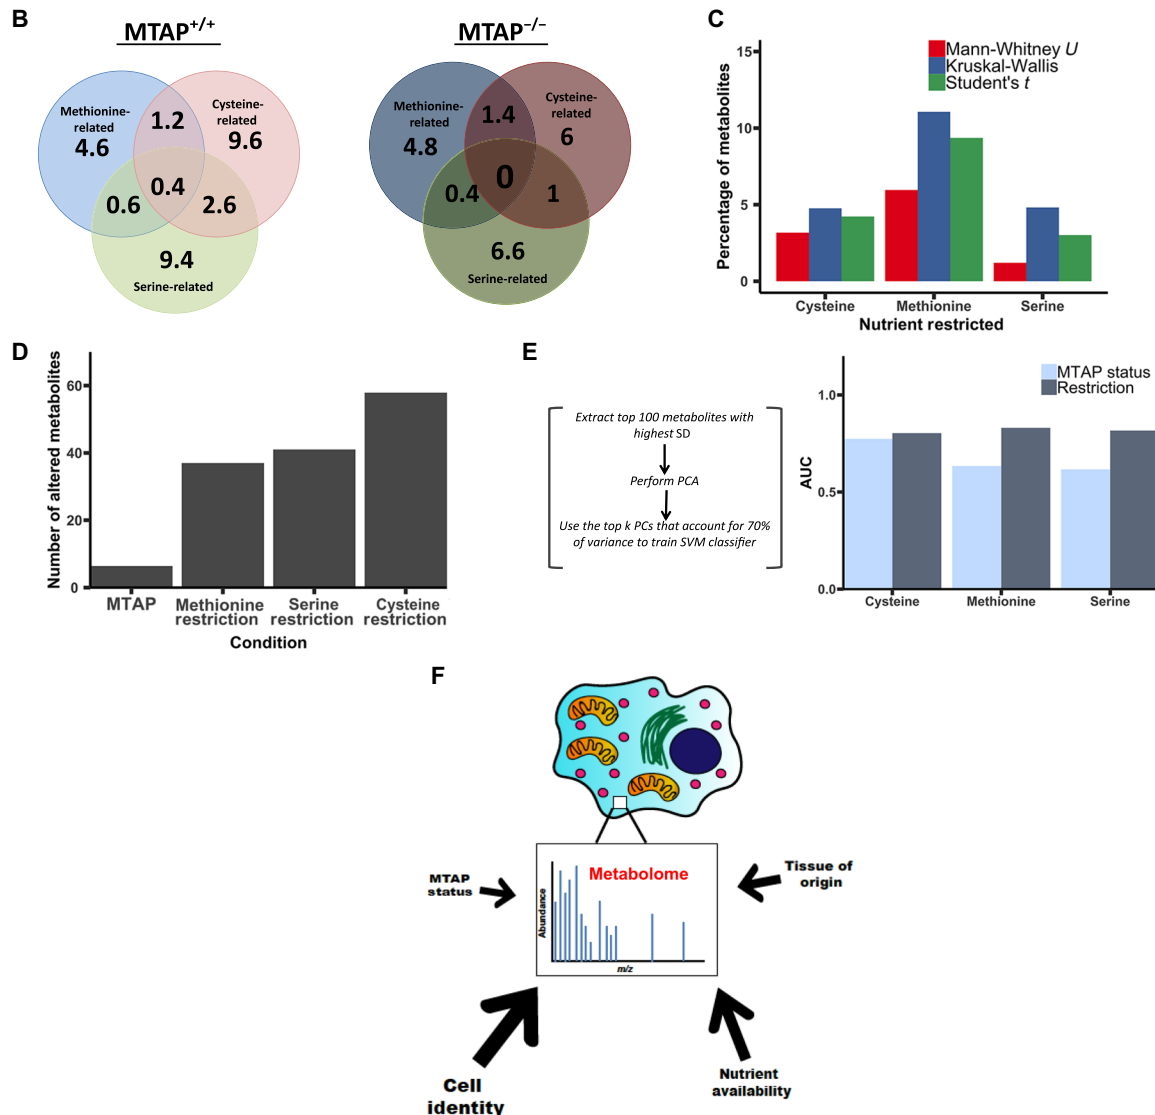 B
MTAP+/+
MTAP−/−
Methionine-
related
4.6
1.2
Cysteine-
related
9.6
0.4
0.6
2.6
9.4
Serine-related
Methionine-
related
4.8
1.4
Cysteine-
related
6
0
0.4
1
6.6
Serine-related
C
Mann-Whitney U
Kruskal-Wallis
Student's t
Percentage of metabolites
15
10
5
0
Cysteine
Methionine
Serine
Nutrient restricted
D
Number of altered metabolites
60
40
20
0
MTAP
Methionine
restriction
Serine
restriction
Cysteine
restriction
Condition
E
Extract top 100 metabolites with
highest SD
Perform PCA
Use the top k PCs that account for 70%
of variance to train SVM classifier
MTAP status
Restriction
AUC
1.0
0.5
0.0
Cysteine
Methionine
Serine
F
Metabolome
Abundance
m/z
MTAP
status
Tissue of
origin
Cell
identity
Nutrient
availability